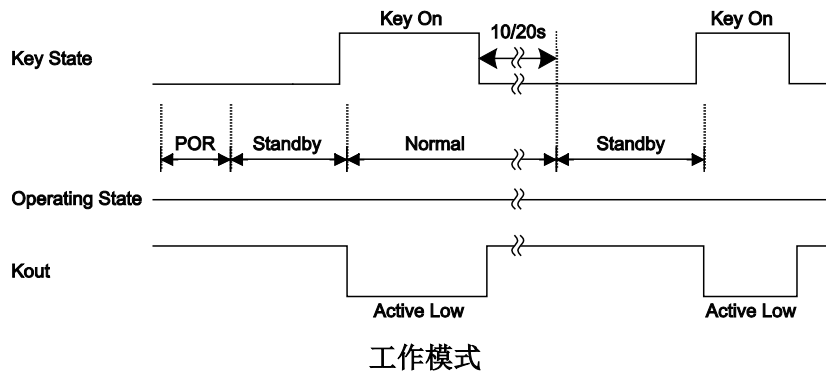 Key On
Key On
10/20s
Key State
POR
Standby
Normal
Standby
Operating State
Kout
Active Low
Active Low
工作模式